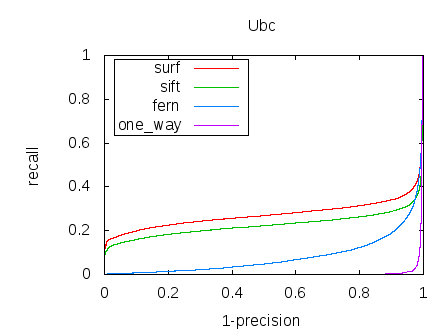 Ubc
1
0.8
0.6
0.4
0.2
0
recall
surf
sift
fern
one_way
0 0.2 0.4 0.6 0.8 1
1-precision